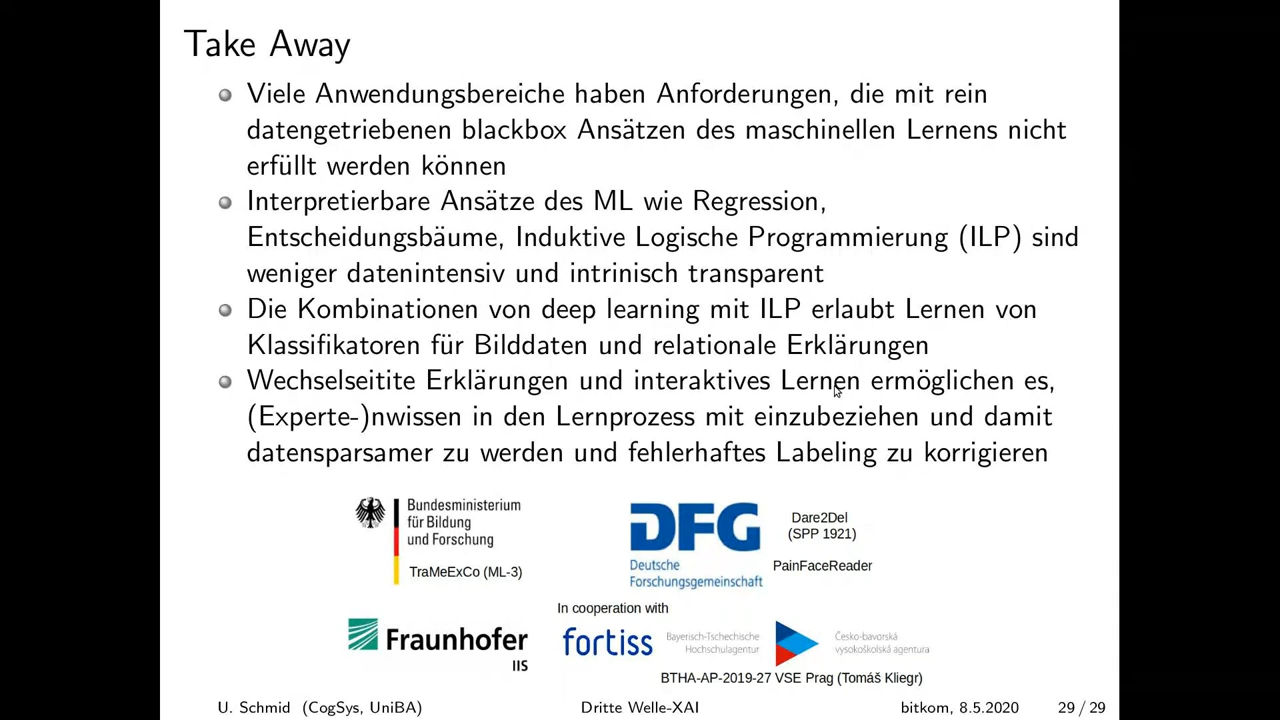 Take Away
Viele Anwendungsbereiche haben Anforderungen, die mit rein
datengetriebenen blackbox Ansätzen des maschinellen Lernens nicht
erfüllt werden können
Interpretierbare Ansätze des ML wie Regression,
Entscheidungsbäume, Induktive Logische Programmierung (ILP) sind
weniger datenintensiv und intrinisch transparent
Die Kombinationen von deep learning mit ILP erlaubt Lernen von
Klassifikatoren für Bilddaten und relationale Erklärungen
Wechselseitite Erklärungen und interaktives Lernen ermöglichen es,
(Experte-)nwissen in den Lernprozess mit einzubeziehen und damit
datensparsamer zu werden und fehlerhaftes Labeling zu korrigieren
Bundesministerium
für Bildung
und Forschung
TraMeExCo (ML-3)
DFG
Deutsche
Forschungsgemeinschaft
Dare2Del
(SPP 1921)
PainFaceReader
Fraunhofer
IIS
In cooperation with
fortiss
Bayerisch-Tschechische
Hochschulagentur
Česko-bavorská
vysokoškolská agentura
BTHA-AP-2019-27 VSE Prag (Tomáš Kliegr)
U. Schmid (CogSys, UniBA)
Dritte Welle-XAI
bitkom, 8.5.2020
29 / 29